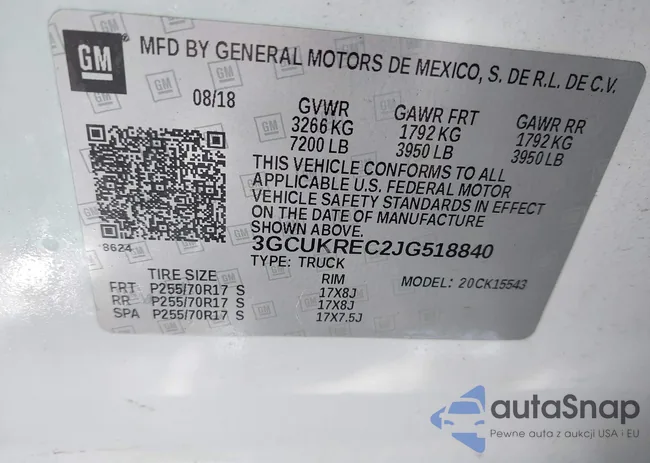 GM
MFD BY GENERAL MOTORS DE MEXICO, S. DE R.L. DE C.V.
08/18
GVWR GAWR FRT GAWR RR
3266 KG 1792 KG 1792 KG
7200 LB 3950 LB 3950 LB
THIS VEHICLE CONFORMS TO ALL
APPLICABLE U.S. FEDERAL MOTOR
VEHICLE SAFETY STANDARDS IN EFFECT
ON THE DATE OF MANUFACTURE
SHOWN ABOVE.
8624
3GCUKREC2JG518840
TYPE: TRUCK MODEL: 20CK15543
TIRE SIZE RIM
FRT P255/70R17 S 17X8J
RR P255/70R17 S 17X8J
SPA P255/70R17 S 17X7.5J
autaSnap
Pewne auta z aukcji USA i EU